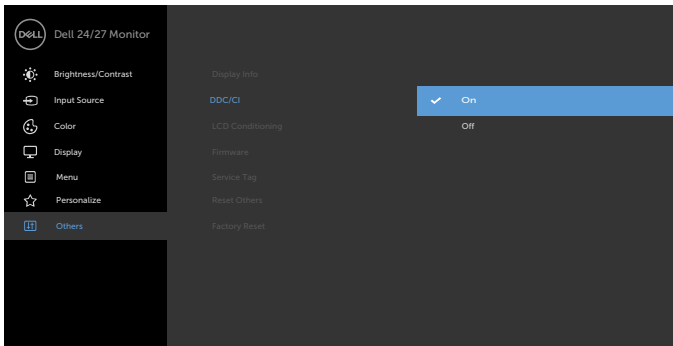 DELL
Dell 24/27 Monitor
Brightness/Contrast
Input Source
Color
Display
Menu
Personalize
Others
Display Info
DDC/CI
LCD Conditioning
Firmware
Service Tag
Reset Others
Factory Reset
On
Off